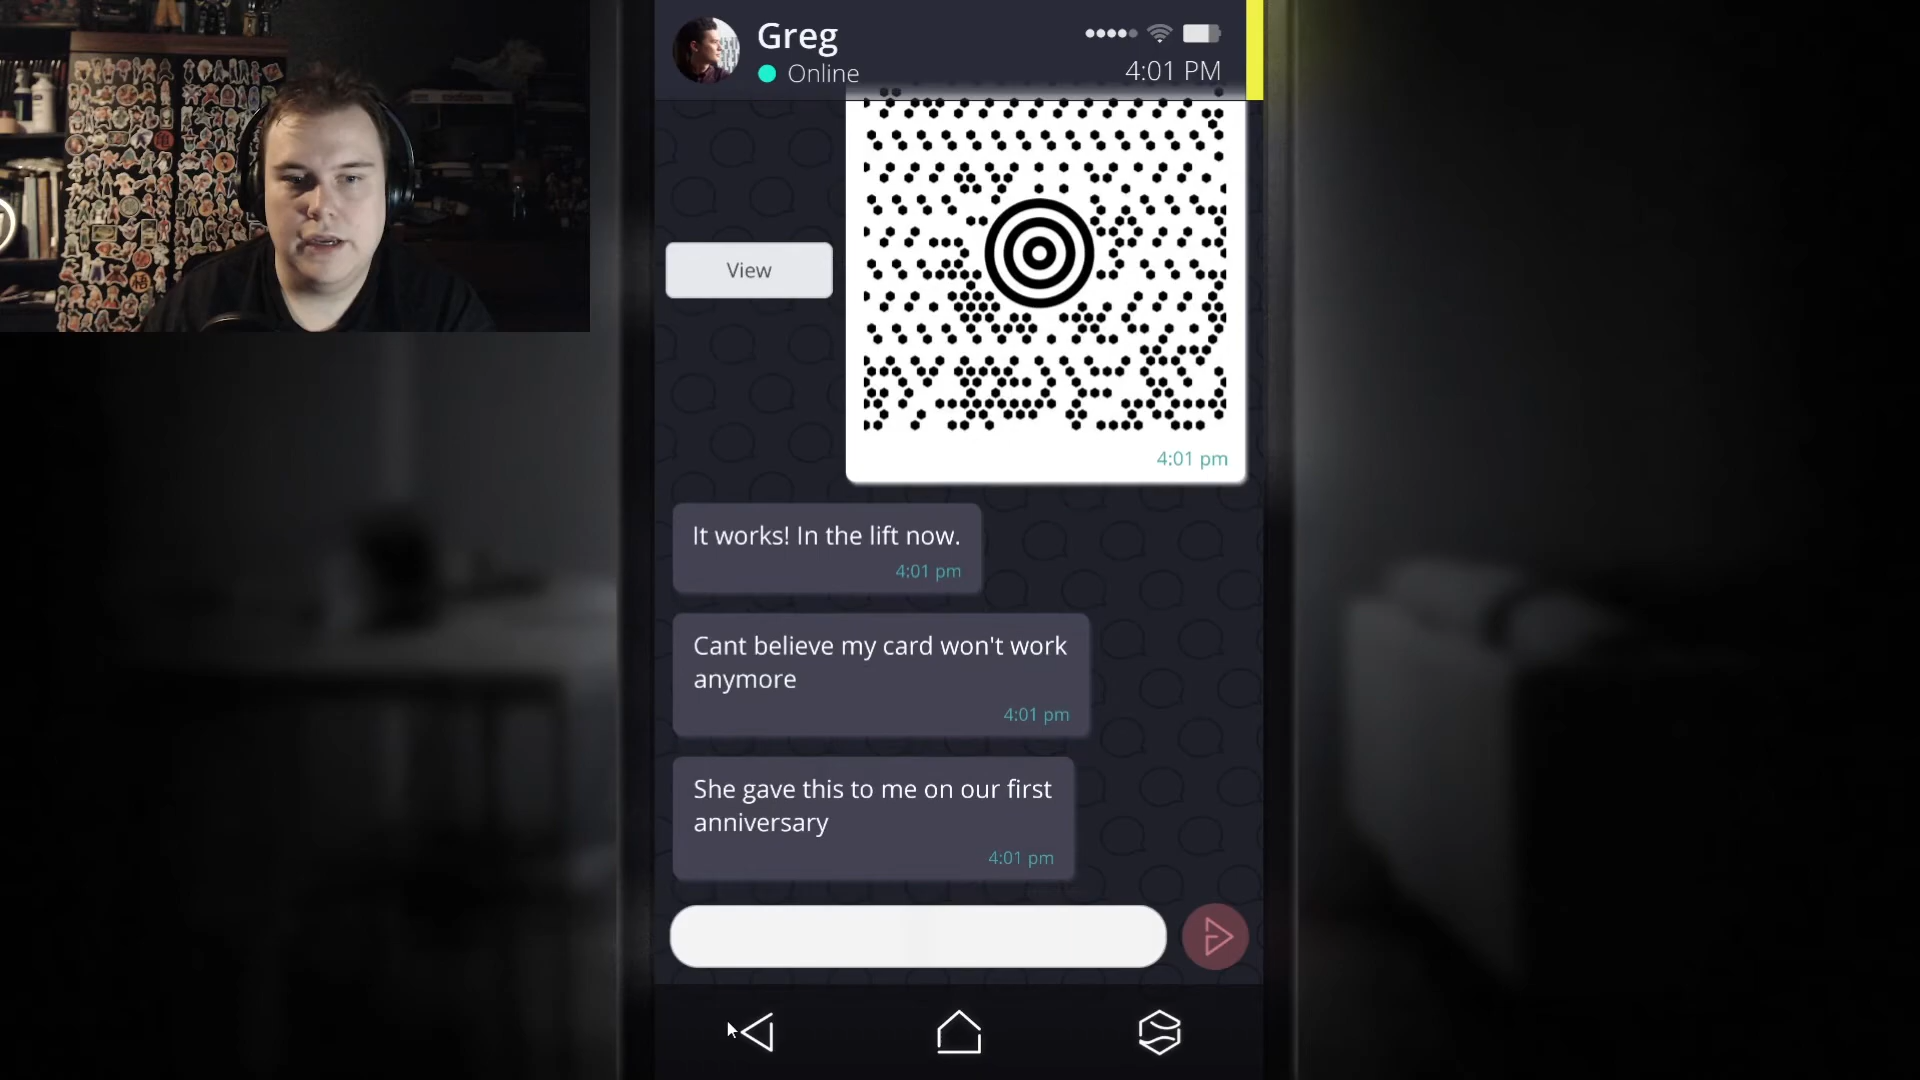 Greg
Online
4:01 PM
View
4:01 pm
It works! In the lift now.
4:01 pm
Cant believe my card won't work
anymore
4:01 pm
She gave this to me on our first
anniversary
4:01 pm